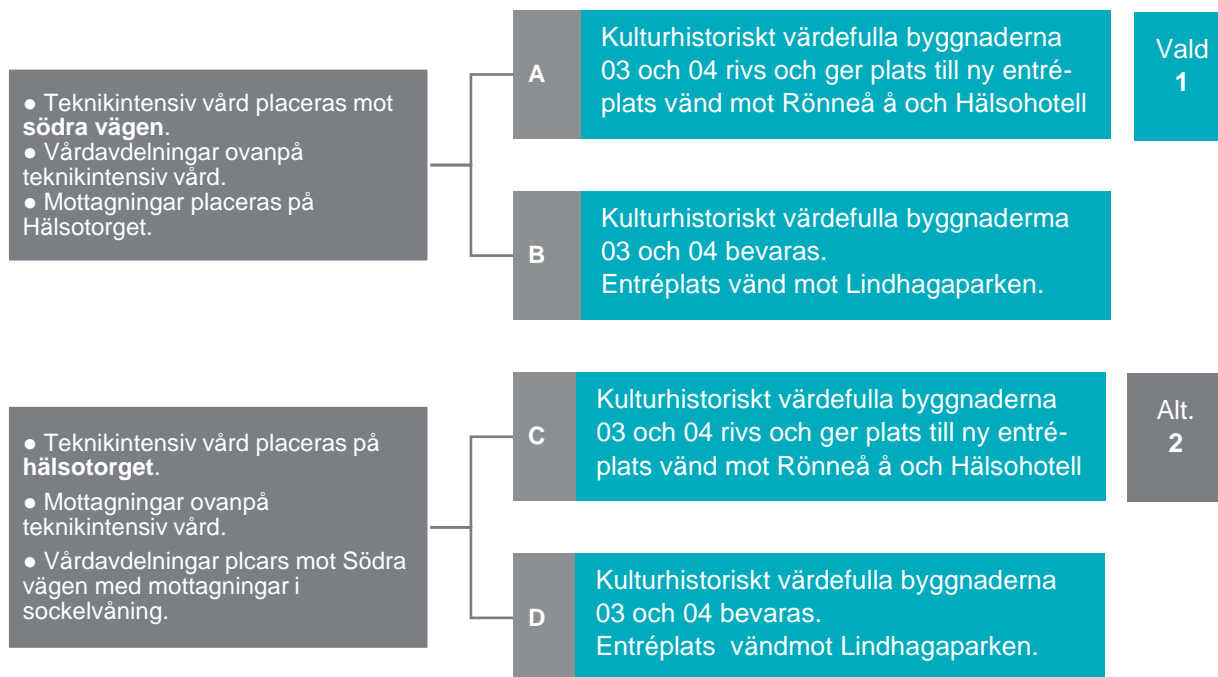 ● Teknikintensiv vård placeras mot
södra vägen.
● Vårdavdelningar ovanpå
teknikintensiv vård.
● Mottagningar placeras på
Hälsotorget.
A
Kulturhistoriskt värdefulla byggnaderna
03 och 04 rivs och ger plats till ny entré-
plats vänd mot Rönneå å och Hälsohotell
Vald
1
B
Kulturhistoriskt värdefulla byggnaderma
03 och 04 bevaras.
Entréplats vänd mot Lindhagaparken.
● Teknikintensiv vård placeras på
hälsotorget.
● Mottagningar ovanpå
teknikintensiv vård.
● Vårdavdelningar plcars mot Södra
vägen med mottagningar i
sockelvåning.
C
Kulturhistoriskt värdefulla byggnaderna
03 och 04 rivs och ger plats till ny entré-
plats vänd mot Rönneå å och Hälsohotell
Alt.
2
D
Kulturhistoriskt värdefulla byggnaderna
03 och 04 bevaras.
Entréplats  vändmot Lindhagaparken.